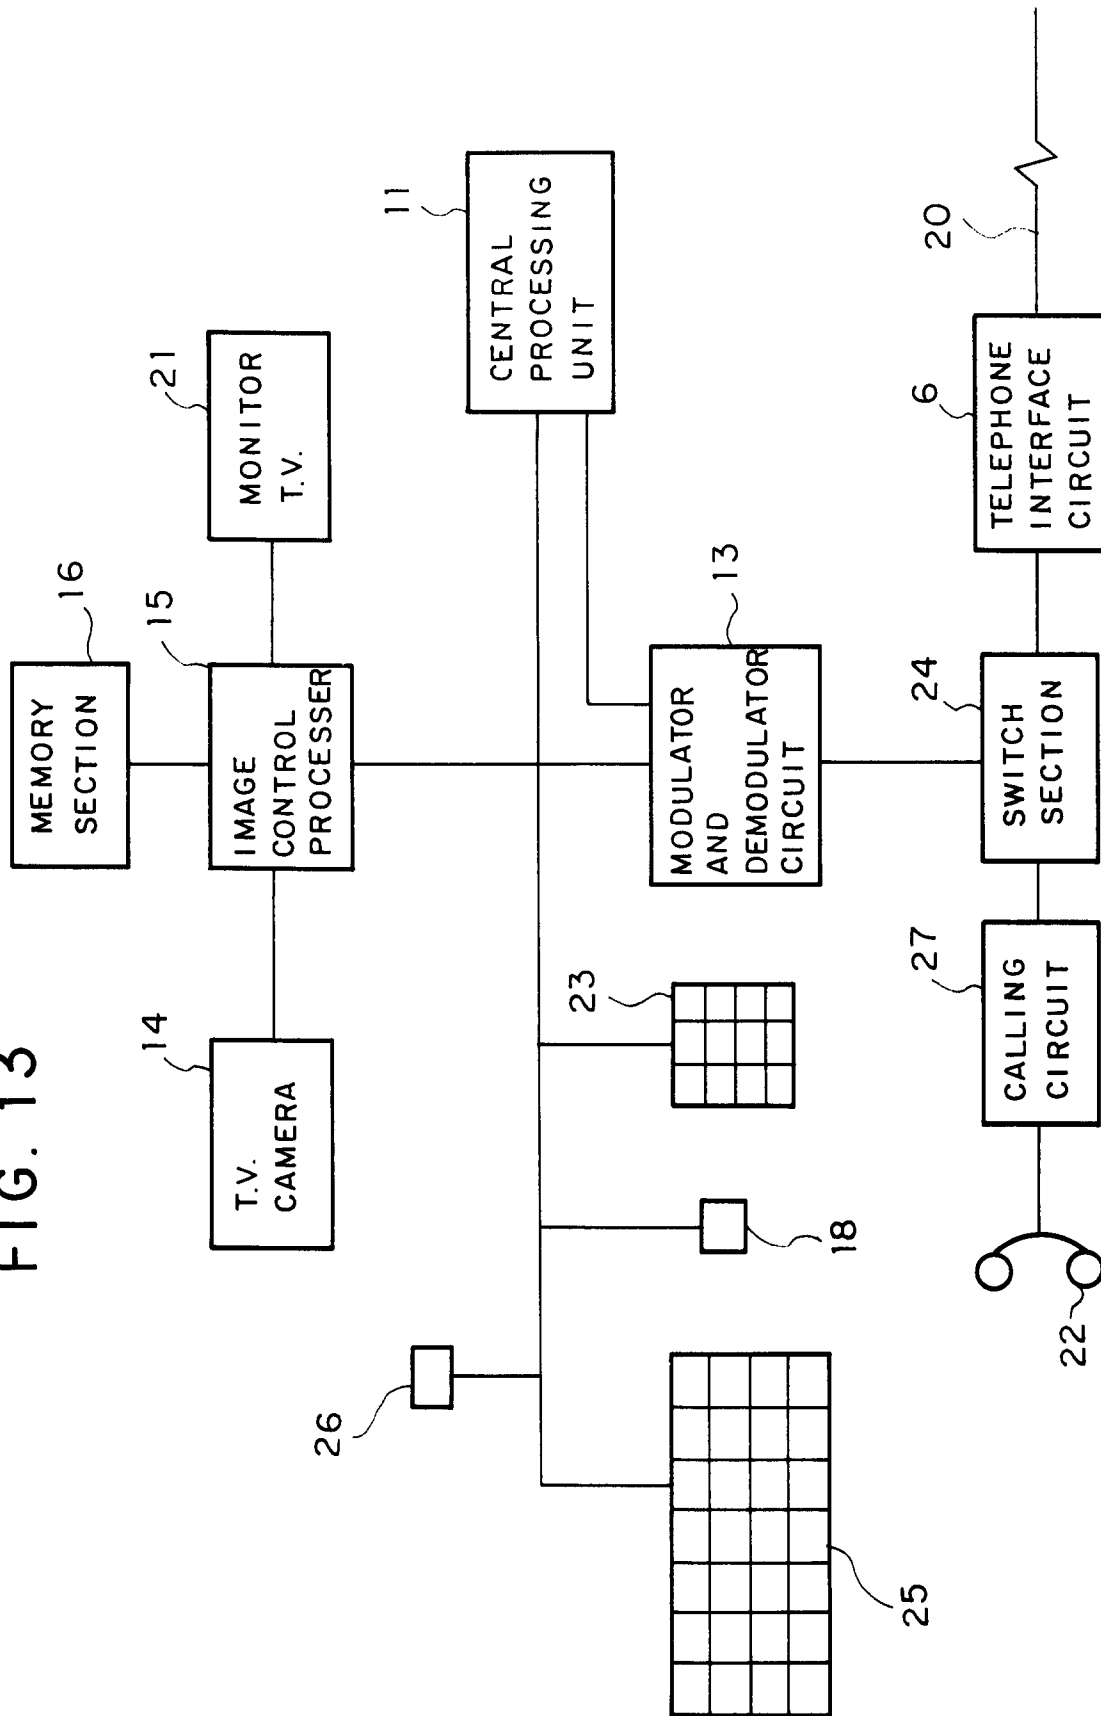 FIG. 13
16
MEMORY
SECTION
14
T.V.
CAMERA
15
IMAGE
CONTROL
PROCESSER
21
MONITOR
T.V.
11
CENTRAL
PROCESSING
UNIT
26
25
18
23
13
MODULATOR
AND
DEMODULATOR
CIRCUIT
22
27
CALLING
CIRCUIT
24
SWITCH
SECTION
6
TELEPHONE
INTERFACE
CIRCUIT
20